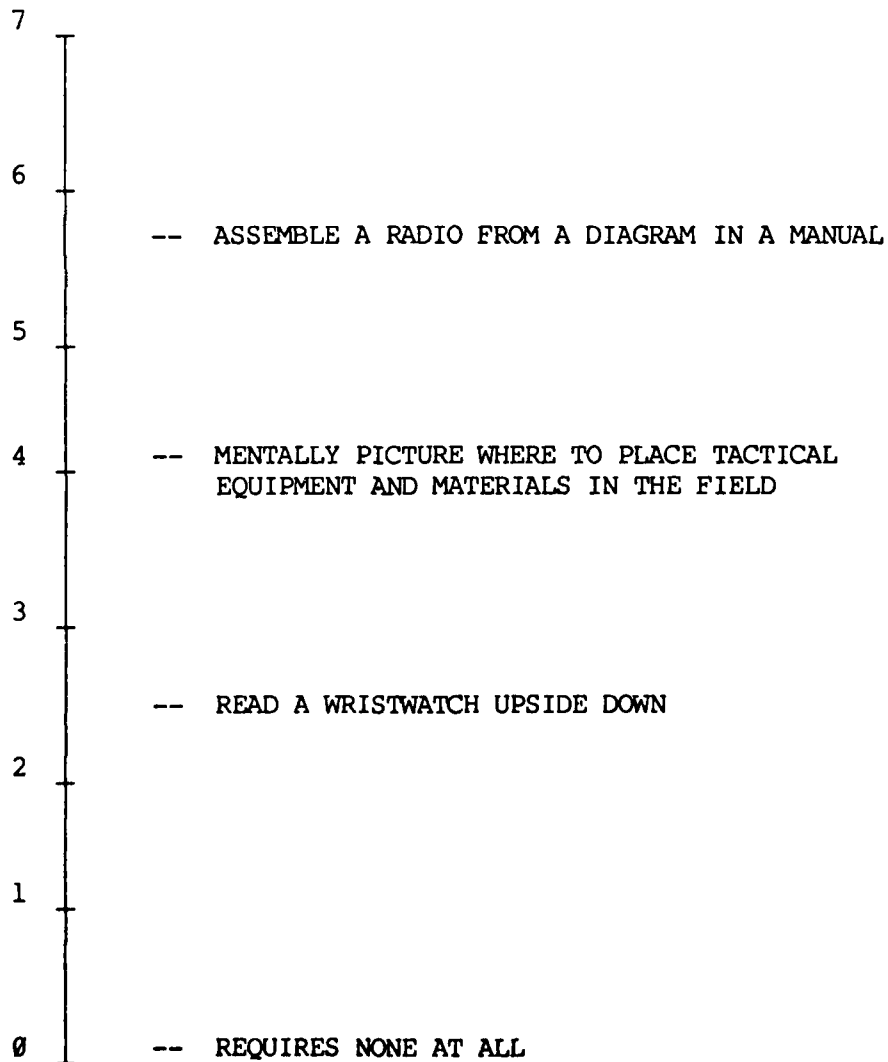 7
6
-- ASSEMBLE A RADIO FROM A DIAGRAM IN A MANUAL
5
4 -- MENTALLY PICTURE WHERE TO PLACE TACTICAL
EQUIPMENT AND MATERIALS IN THE FIELD
3
-- READ A WRISTWATCH UPSIDE DOWN
2
1
Ø -- REQUIRES NONE AT ALL